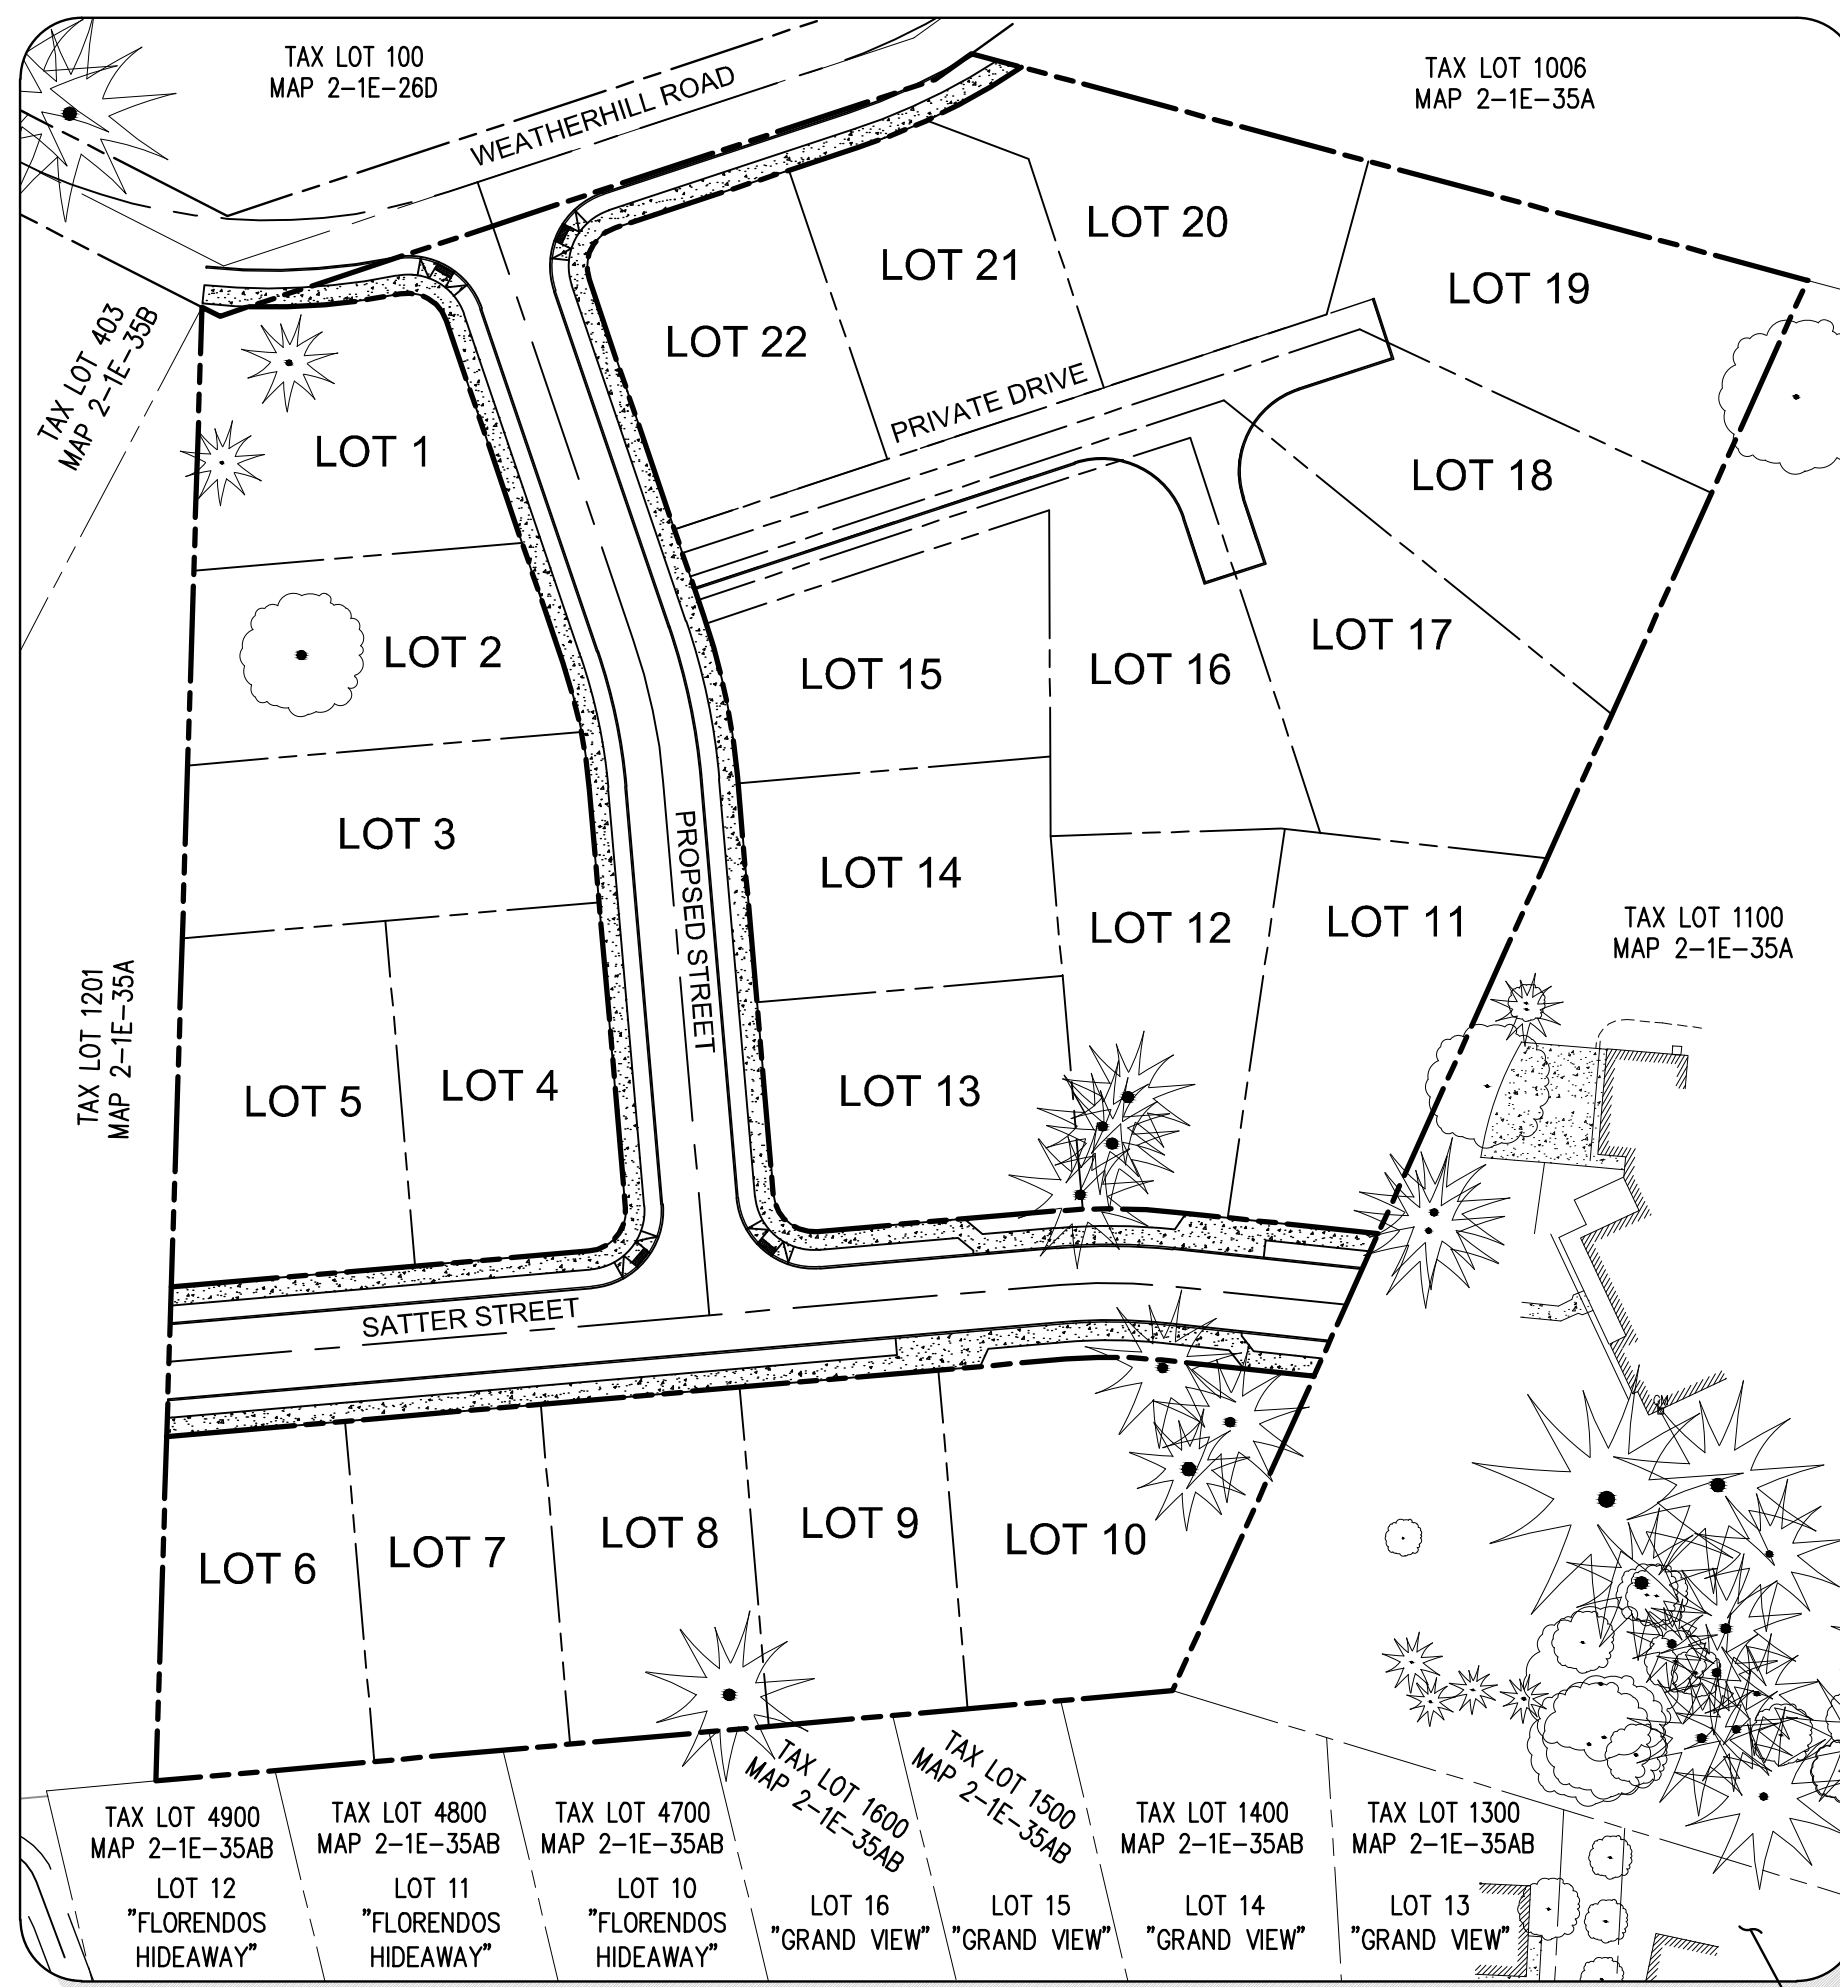 TAX LOT 100
MAP 2-1E-26D
WEATHERHILL ROAD
TAX LOT 1006
MAP 2-1E-35A
LOT 20
LOT 21
LOT 19
LOT 22
TAX LOT 403
MAP 2-1E-35B
PRIVATE DRIVE
LOT 1
LOT 18
LOT 2
LOT 17
LOT 15
LOT 16
LOT 3
LOT 14
PROPSED STREET
LOT 12
LOT 11
TAX LOT 1100
MAP 2-1E-35A
TAX LOT 1201
MAP 2-1E-35A
LOT 5
LOT 4
LOT 13
SATTER STREET
GM
LOT 6
LOT 7
LOT 8
LOT 9
LOT 10
TAX LOT 4900
MAP 2-1E-35AB
LOT 12
"FLORENDOS
HIDEAWAY"
TAX LOT 4800
MAP 2-1E-35AB
LOT 11
"FLORENDOS
HIDEAWAY"
TAX LOT 4700
MAP 2-1E-35AB
LOT 10
"FLORENDOS
HIDEAWAY"
TAX LOT 1600
MAP 2-1E-35AB
LOT 16
"GRAND VIEW"
TAX LOT 1500
MAP 2-1E-35AB
LOT 15
"GRAND VIEW"
TAX LOT 1400
MAP 2-1E-35AB
LOT 14
"GRAND VIEW"
TAX LOT 1300
MAP 2-1E-35AB
LOT 13
"GRAND VIEW"